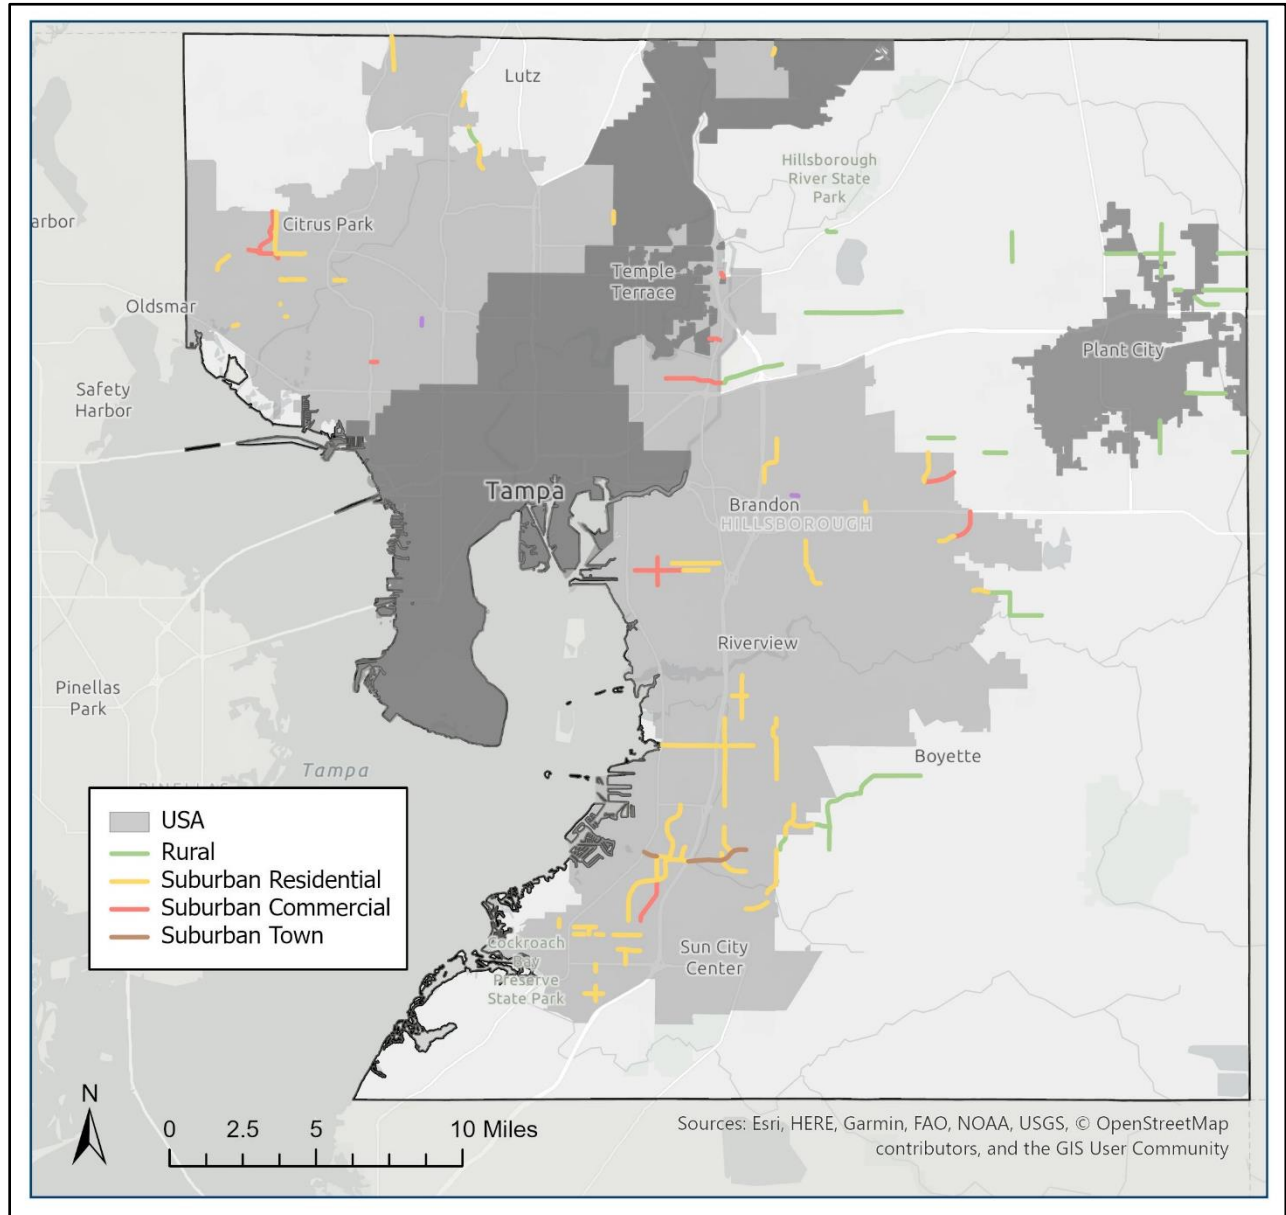 Lutz
Hillsborough
River State
Park
arbor
Citrus Park
Temple
Terrace
Oldsmar
Plant City
Safety
Harbor
Tampa
Brandon
HILLSBOROUGH
Riverview
Pinellas
Park
Boyette
Tampa
PINELLAS
USA
Rural
Suburban Residential
Suburban Commercial
Suburban Town
Sun City
Center
Cockroach
Bay
Preserve
State Park
N
0 2.5 5 10 Miles
Sources: Esri, HERE, Garmin, FAO, NOAA, USGS, © OpenStreetMap
contributors, and the GIS User Community